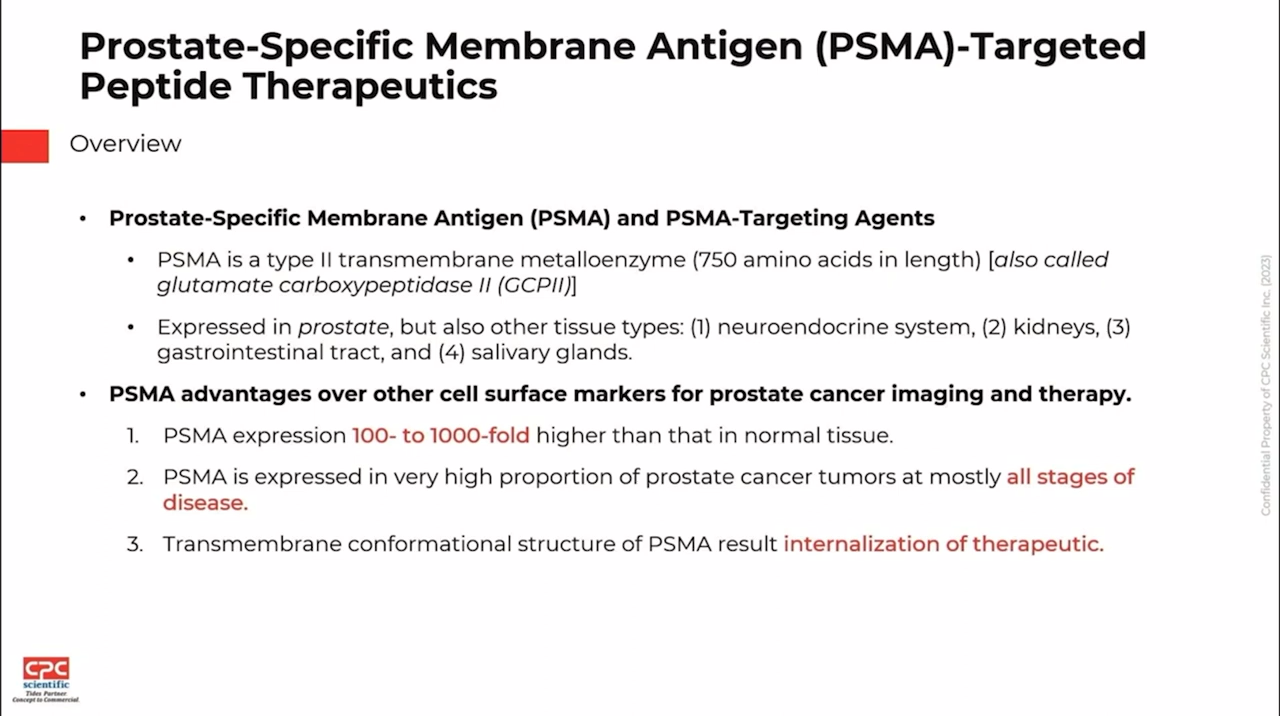 Prostate-Specific Membrane Antigen (PSMA)-Targeted
Peptide Therapeutics
Overview
• Prostate-Specific Membrane Antigen (PSMA) and PSMA-Targeting Agents
• PSMA is a type II transmembrane metalloenzyme (750 amino acids in length) [also called
glutamate carboxypeptidase II (GCPII)]
• Expressed in prostate, but also other tissue types: (1) neuroendocrine system, (2) kidneys, (3)
gastrointestinal tract, and (4) salivary glands.
• PSMA advantages over other cell surface markers for prostate cancer imaging and therapy.
1. PSMA expression 100- to 1000-fold higher than that in normal tissue.
2. PSMA is expressed in very high proportion of prostate cancer tumors at mostly all stages of
disease.
3. Transmembrane conformational structure of PSMA result internalization of therapeutic.
Confidential Property of CPC Scientific Inc. (2023)
CPC
scientific
Tides Partner
Concept to Commercial